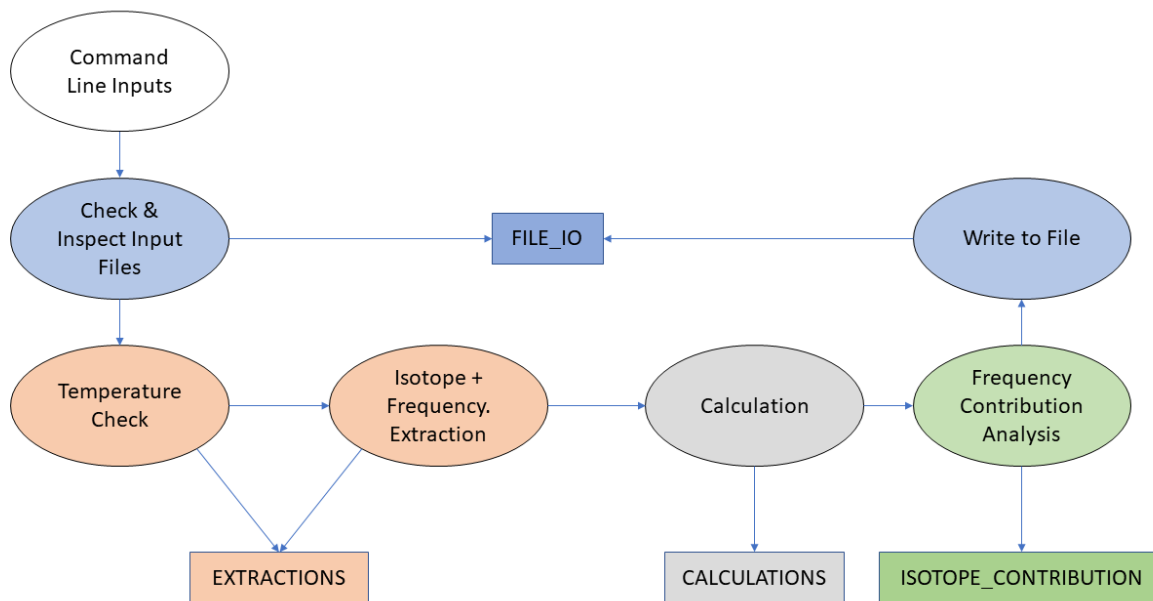 Command
Line Inputs
Check &
Inspect Input
Files
FILE_IO
Write to File
Temperature
Check
Isotope +
Frequency.
Extraction
Calculation
Frequency
Contribution
Analysis
EXTRACTIONS
CALCULATIONS
ISOTOPE_CONTRIBUTION